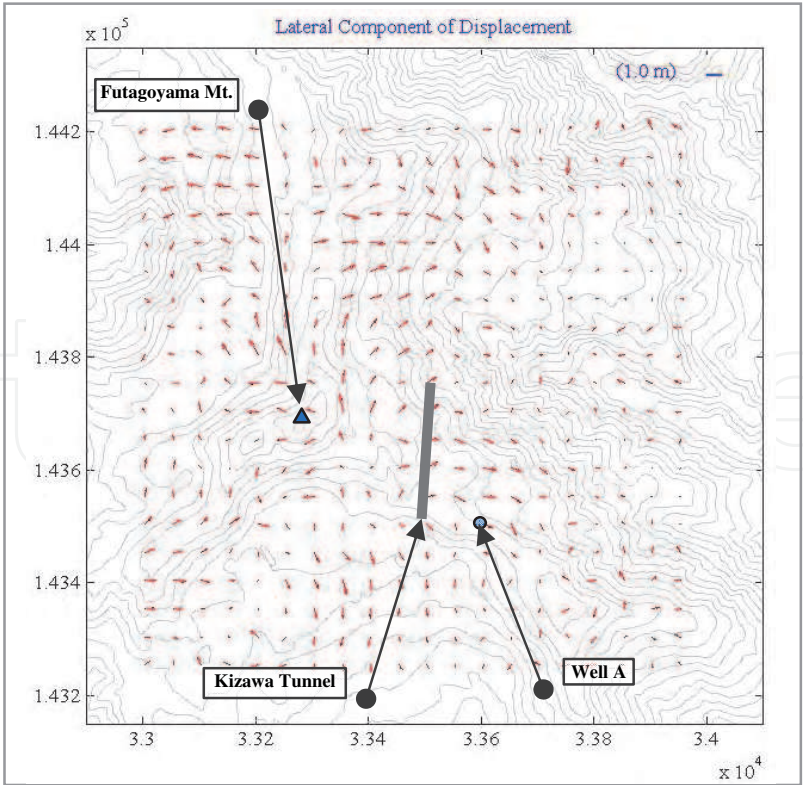 Lateral Component of Displacement
x 10^5
(1.0 m)
Futagoyama Mt.
1.442
1.44
1.438
1.436
1.434
1.432
Kizawa Tunnel
Well A
3.3
3.32
3.34
3.36
3.38
3.4
x 10^4